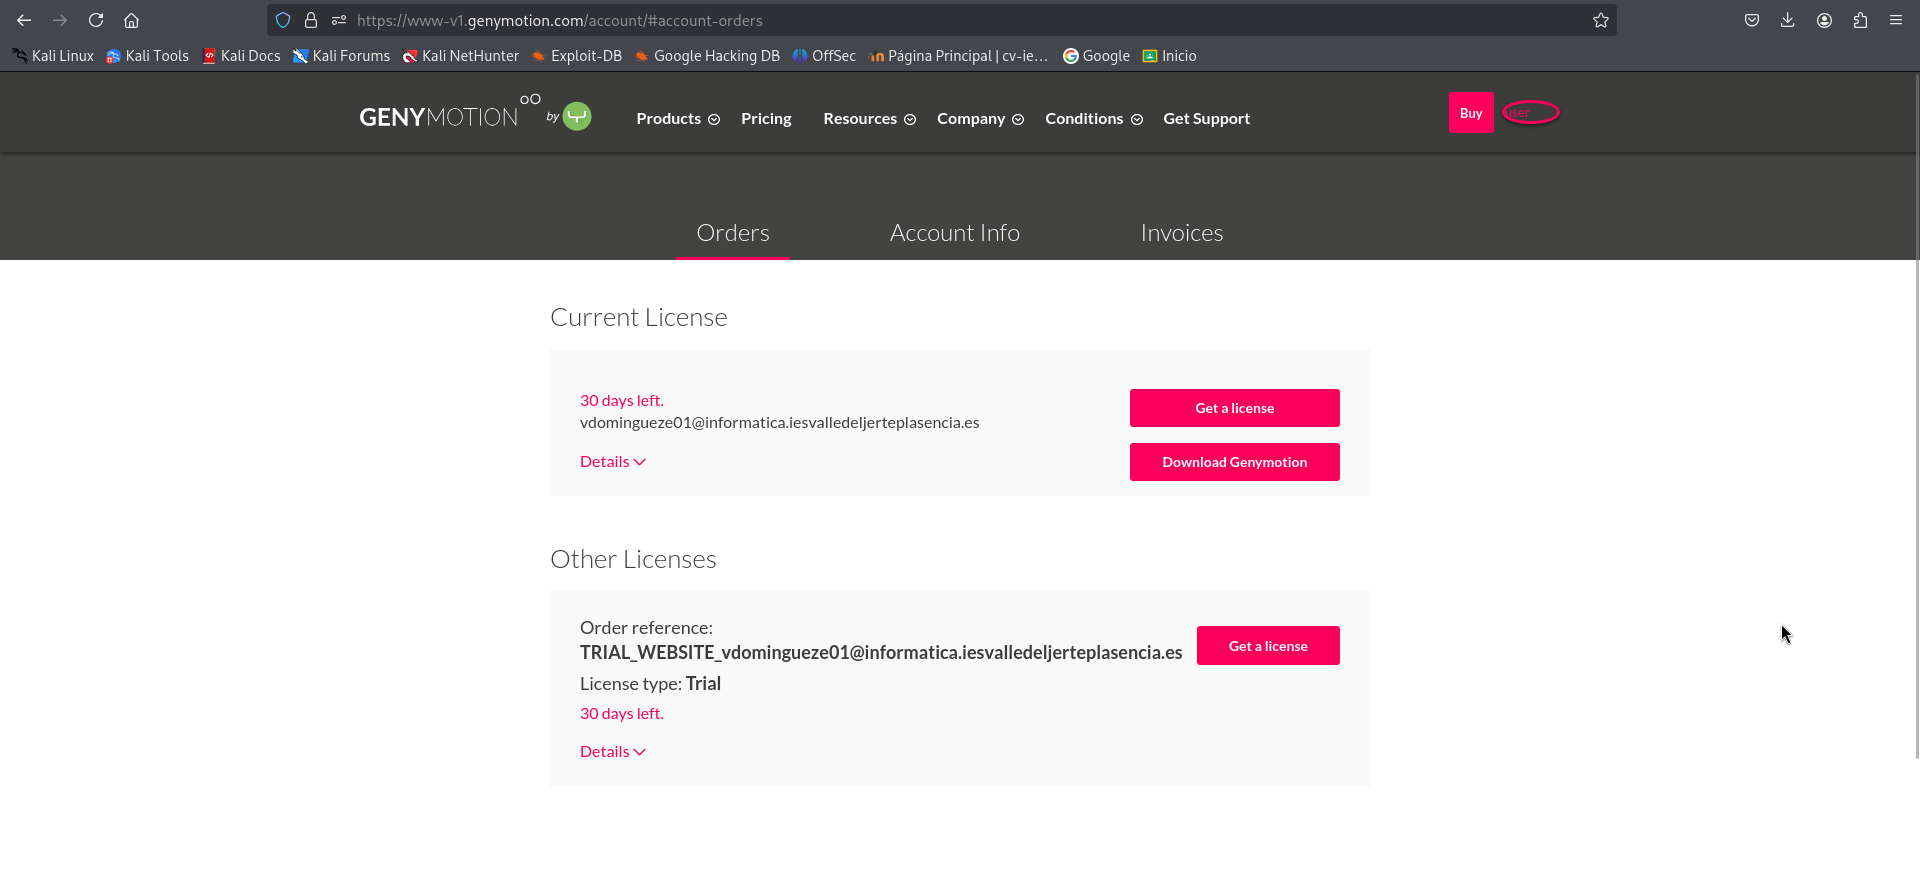 https://www-v1.genymotion.com/account/#account-orders
Kali Linux Kali Tools Kali Docs Kali Forums Kali NetHunter Exploit-DB Google Hacking DB OffSec Página Principal | cv-ie… Google Inicio
GENYMOTION by Products Pricing Resources Company Conditions Get Support Buy user
Orders Account Info Invoices
Current License
30 days left.
vdomingueze01@informatica.iesvalledeljerteplasencia.es
Get a license
Details
Download Genymotion
Other Licenses
Order reference:
TRIAL_WEBSITE_vdomingueze01@informatica.iesvalledeljerteplasencia.es
Get a license
License type: Trial
30 days left.
Details